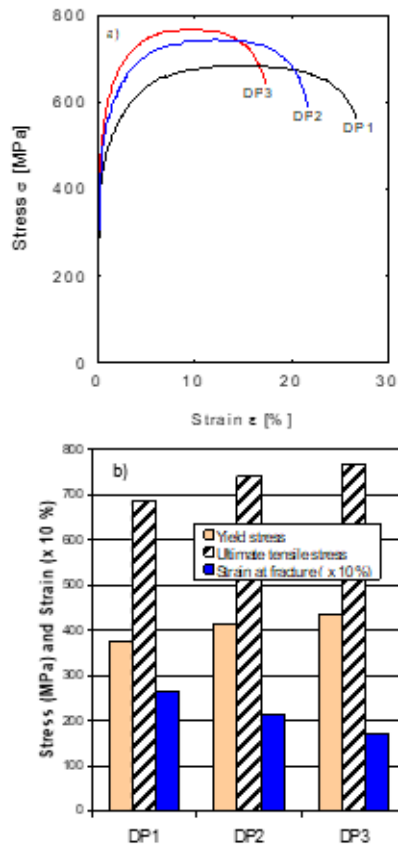 800
a)
600
400
200
0
DP3
DP2
DP1
Stress σ [MPa]
0 10 20 30
Strain ε [%]
b)
800
700
600
500
400
300
200
100
0
Stress (MPa) and Strain (x 10 %)
Yield stress
Ultimate tensile stress
Strain at fracture ( x 10%)
DP1 DP2 DP3